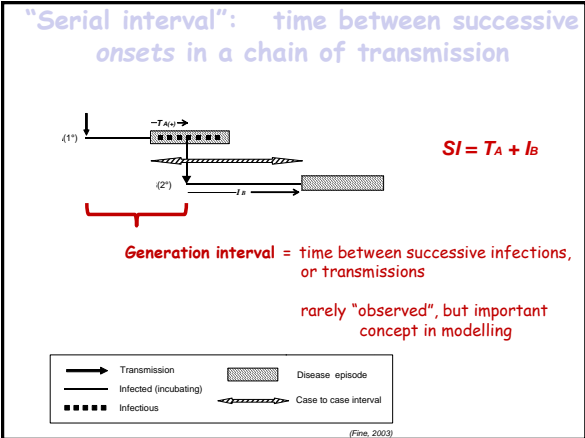 “Serial interval”: time between successive
onsets in a chain of transmission
TA(+)
(1°)
SI = TA + IB
(2°)
IB
Generation interval = time between successive infections,
or transmissions
rarely “observed”, but important
concept in modelling
Transmission
Infected (incubating)
Infectious
Disease episode
Case to case interval
(Fine, 2003)